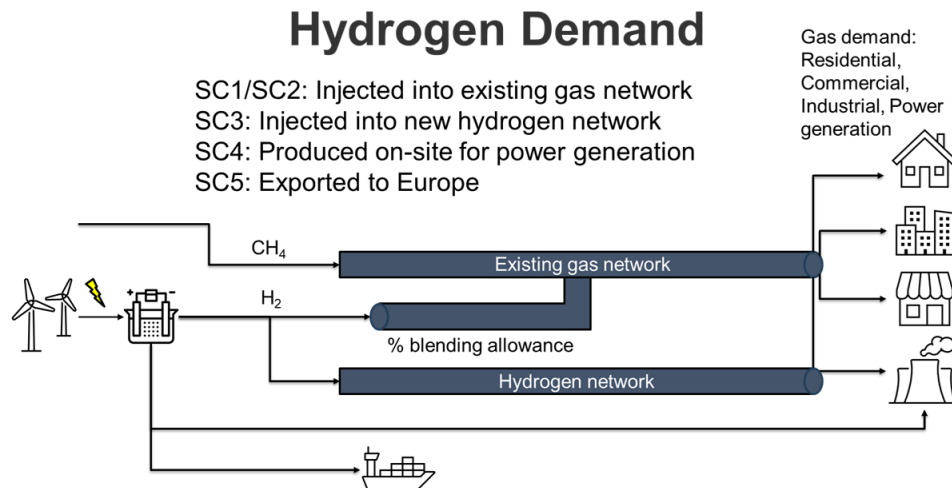 Hydrogen Demand
Gas demand:
Residential,
Commercial,
Industrial, Power
generation
SC1/SC2: Injected into existing gas network
SC3: Injected into new hydrogen network
SC4: Produced on-site for power generation
SC5: Exported to Europe
CH₄
Existing gas network
H₂
% blending allowance
Hydrogen network